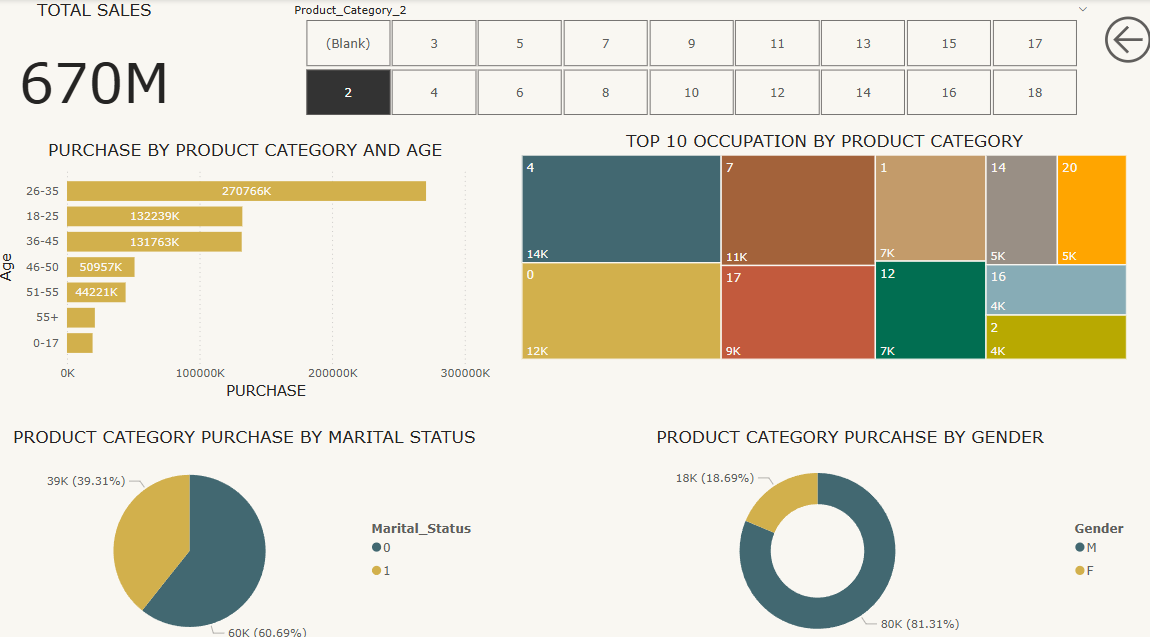 TOTAL SALES
670M
Product_Category_2
(Blank) 3 5 7 9 11 13 15 17
2 4 6 8 10 12 14 16 18
PURCHASE BY PRODUCT CATEGORY AND AGE
Age
26-35 270766K
18-25 132239K
36-45 131763K
46-50 50957K
51-55 44221K
55+
0-17
0K 100000K 200000K 300000K
PURCHASE
TOP 10 OCCUPATION BY PRODUCT CATEGORY
4
14K
0
12K
7
11K
17
9K
1
7K
12
7K
14
5K
20
5K
16
4K
2
4K
PRODUCT CATEGORY PURCHASE BY MARITAL STATUS
39K (39.31%)
60K (60.69%)
Marital_Status
0
1
PRODUCT CATEGORY PURCAHSE BY GENDER
18K (18.69%)
80K (81.31%)
Gender
M
F